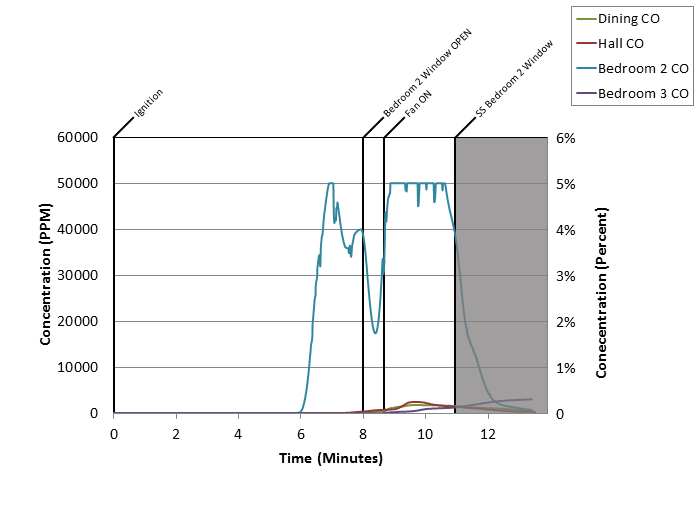 Dining CO
Hall CO
Bedroom 2 CO
Bedroom 3 CO
Ignition
Bedroom 2 Window OPEN
Fan ON
SS Bedroom 2 Window
60000
50000
40000
30000
20000
10000
0
Concentration (PPM)
6%
5%
4%
3%
2%
1%
0
Conecentration (Percent)
0 2 4 6 8 10 12
Time (Minutes)